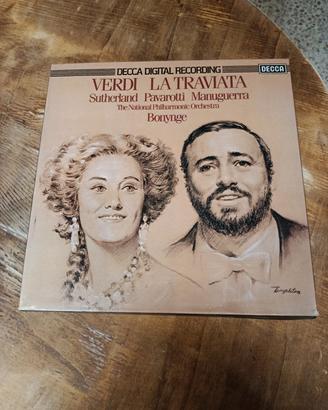 DECCA DIGITAL RECORDING
DECCA
VERDI LA TRAVIATA
Sutherland Pavarotti Manuguerra
The National Philharmonic Orchestra
Bonynge